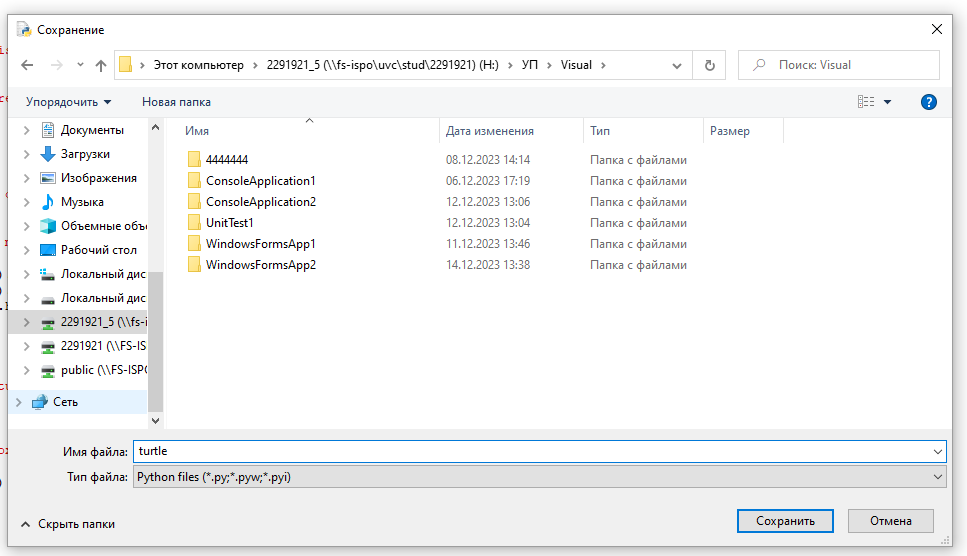 Сохранение
Этот компьютер > 2291921_5 (\\fs-ispo\uvc\stud\2291921) (H:) > УП > Visual >
Поиск: Visual
Упорядочить
Новая папка
Имя
Дата изменения
Тип
Размер
Документы
Загрузки
Изображения
Музыка
Объемные объ
Рабочий стол
Локальный дис
Локальный дис
2291921_5 (\\fs-i
2291921 (\\FS-IS
public (\\FS-ISPO
Сеть
4444444 08.12.2023 14:14 Папка с файлами
ConsoleApplication1 06.12.2023 17:19 Папка с файлами
ConsoleApplication2 12.12.2023 13:06 Папка с файлами
UnitTest1 12.12.2023 13:04 Папка с файлами
WindowsFormsApp1 11.12.2023 13:46 Папка с файлами
WindowsFormsApp2 14.12.2023 13:38 Папка с файлами
Имя файла: turtle
Тип файла: Python files (*.py;*.pyw;*.pyi)
Скрыть папки
Сохранить
Отмена